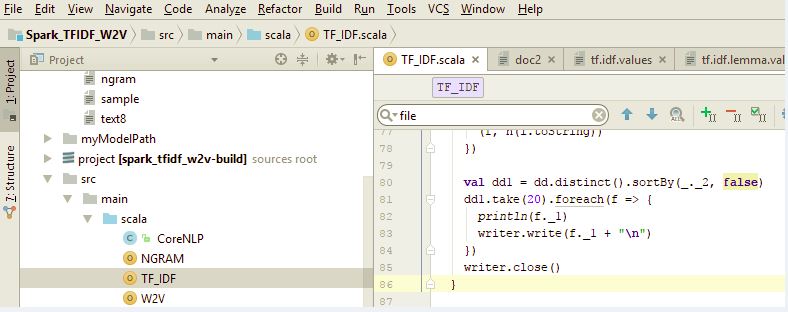 File Edit View Navigate Code Analyze Refactor Build Run Tools VCS Window Help
Spark_TFIDF_W2V src main scala TF_IDF.scala
1: Project
7: Structure
Project
ngram
sample
text8
myModelPath
project [spark_tfidf_w2v-build] sources root
src
main
scala
CoreNLP
NGRAM
TF_IDF
W2V
TF_IDF.scala doc2 tf.idf.values tf.idf.lemma.val
TF_IDF
file
77 (f, h(i.toString))
78 })
79
80 val dd1 = dd.distinct().sortBy(_._2, false)
81 dd1.take(20).foreach(f => {
82 println(f._1)
83 writer.write(f._1 + "\n")
84 })
85 writer.close()
86 }
87